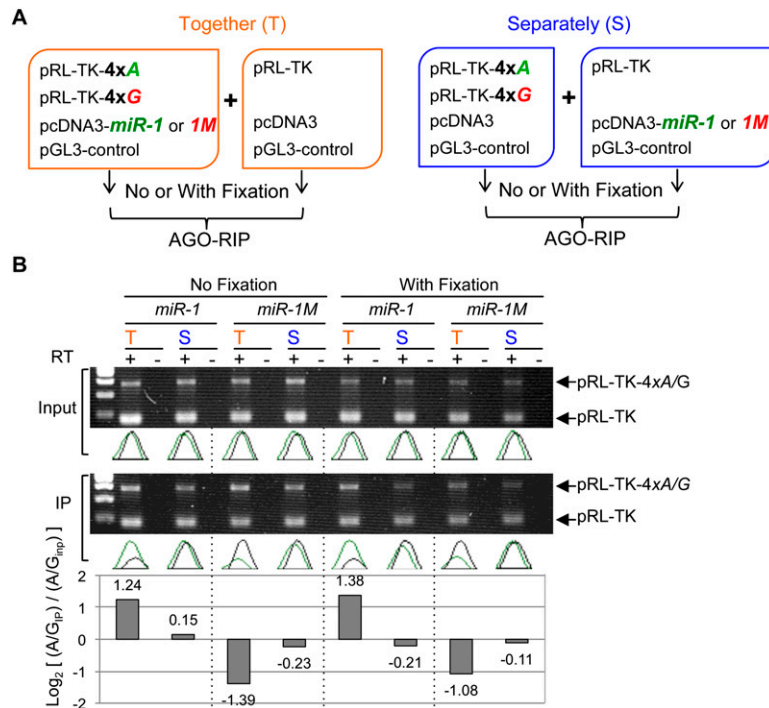 A
Together (T)
Separately (S)
pRL-TK-4xA
pRL-TK-4xG
pcDNA3-miR-1 or 1M
pGL3-control
+
pRL-TK
pcDNA3
pGL3-control
No or With Fixation
AGO-RIP
pRL-TK-4xA
pRL-TK-4xG
pcDNA3
pGL3-control
+
pRL-TK
pcDNA3-miR-1 or 1M
pGL3-control
No or With Fixation
AGO-RIP
B
No Fixation With Fixation
miR-1 miR-1M miR-1 miR-1M
T S T S T S T S
RT + - + - + - + - + - + - + - + -
Input
pRL-TK-4xA/G
pRL-TK
IP
pRL-TK-4xA/G
pRL-TK
Log2 [ (A/GIP) / (A/Ginp) ]
2
1
0
-1
-2
1.24
0.15
-1.39
-0.23
1.38
-0.21
-1.08
-0.11